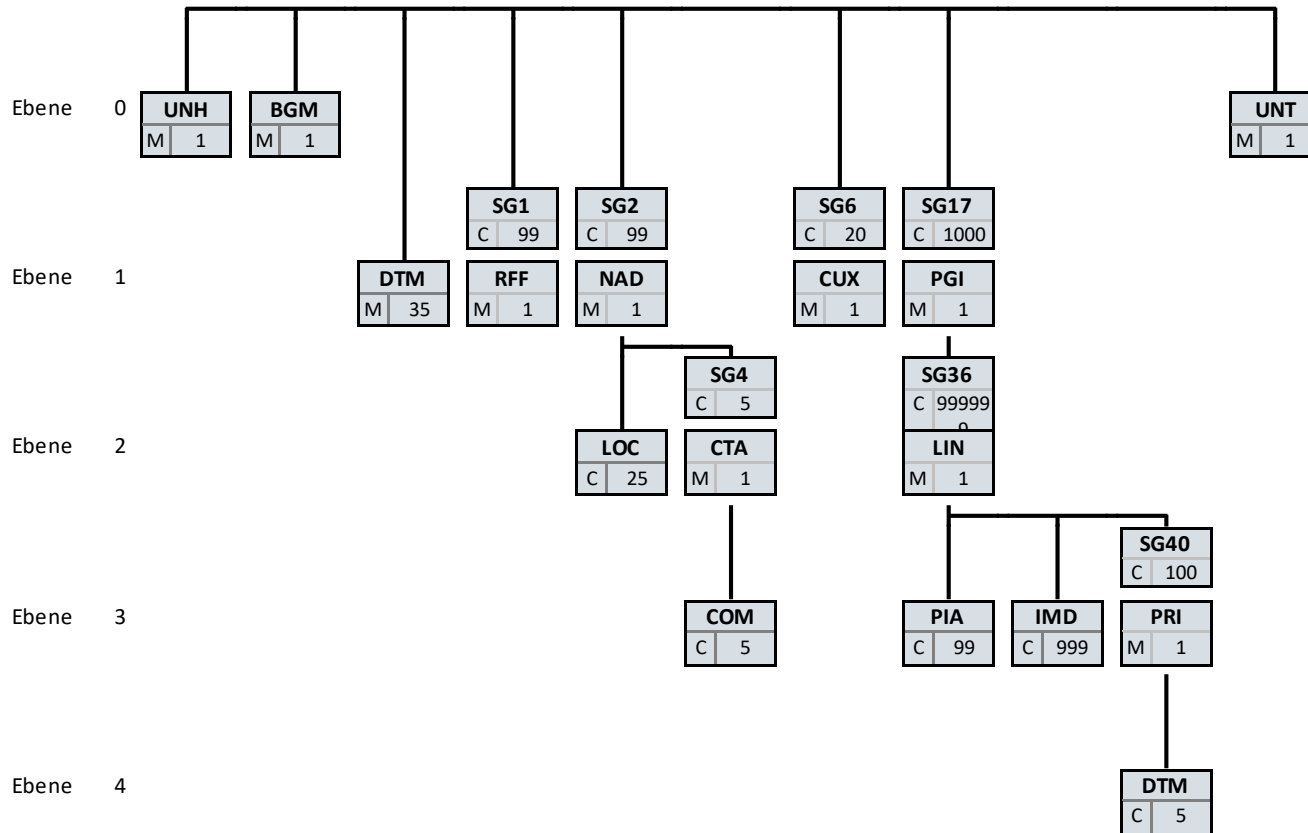 Ebene 0 UNH BGM UNT
M 1 M 1 M 1
SG1 SG2 SG6 SG17
C 99 C 99 C 20 C 1000
Ebene 1 DTM RFF NAD CUX PGI
M 35 M 1 M 1 M 1 M 1
SG4 SG36
C 5 C 99999
Ebene 2 LOC CTA LIN
C 25 M 1 M 1
SG40
C 100
Ebene 3 COM PIA IMD PRI
C 5 C 99 C 999 M 1
Ebene 4 DTM
C 5